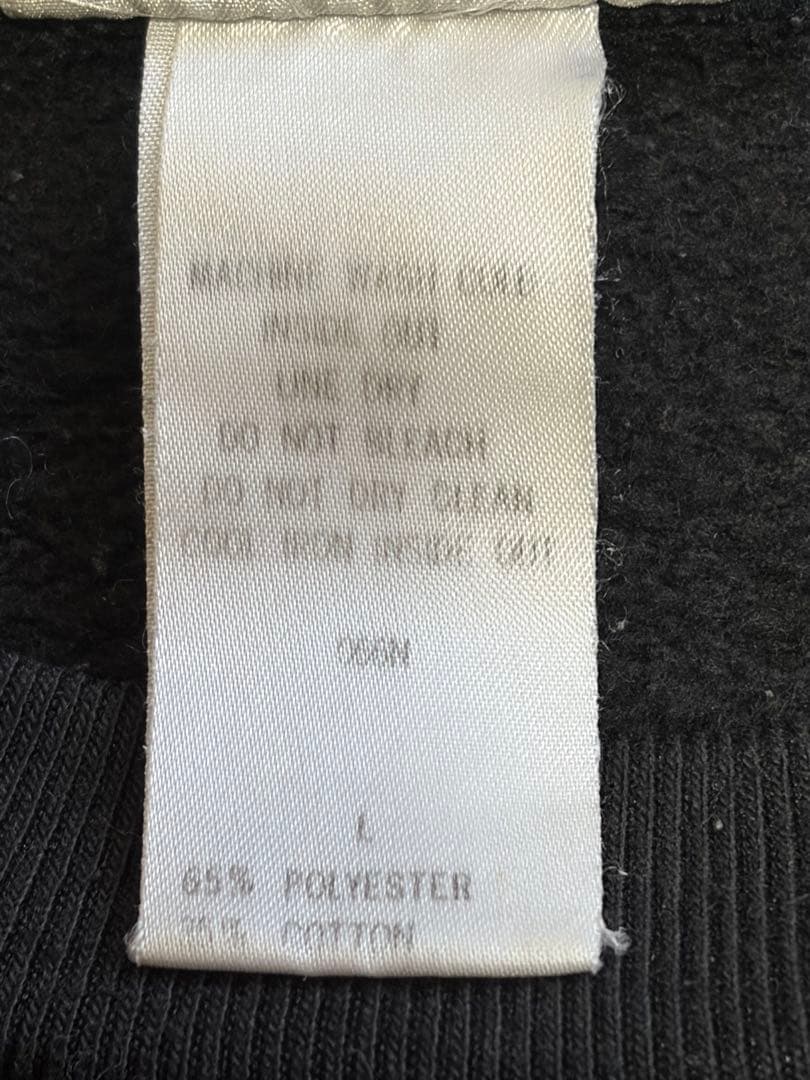 MACHINE WASH COLD
INSIDE OUT
LINE DRY
DO NOT BLEACH
DO NOT DRY CLEAN
COOL IRON INSIDE OUT
L
65% POLYESTER
COTTON